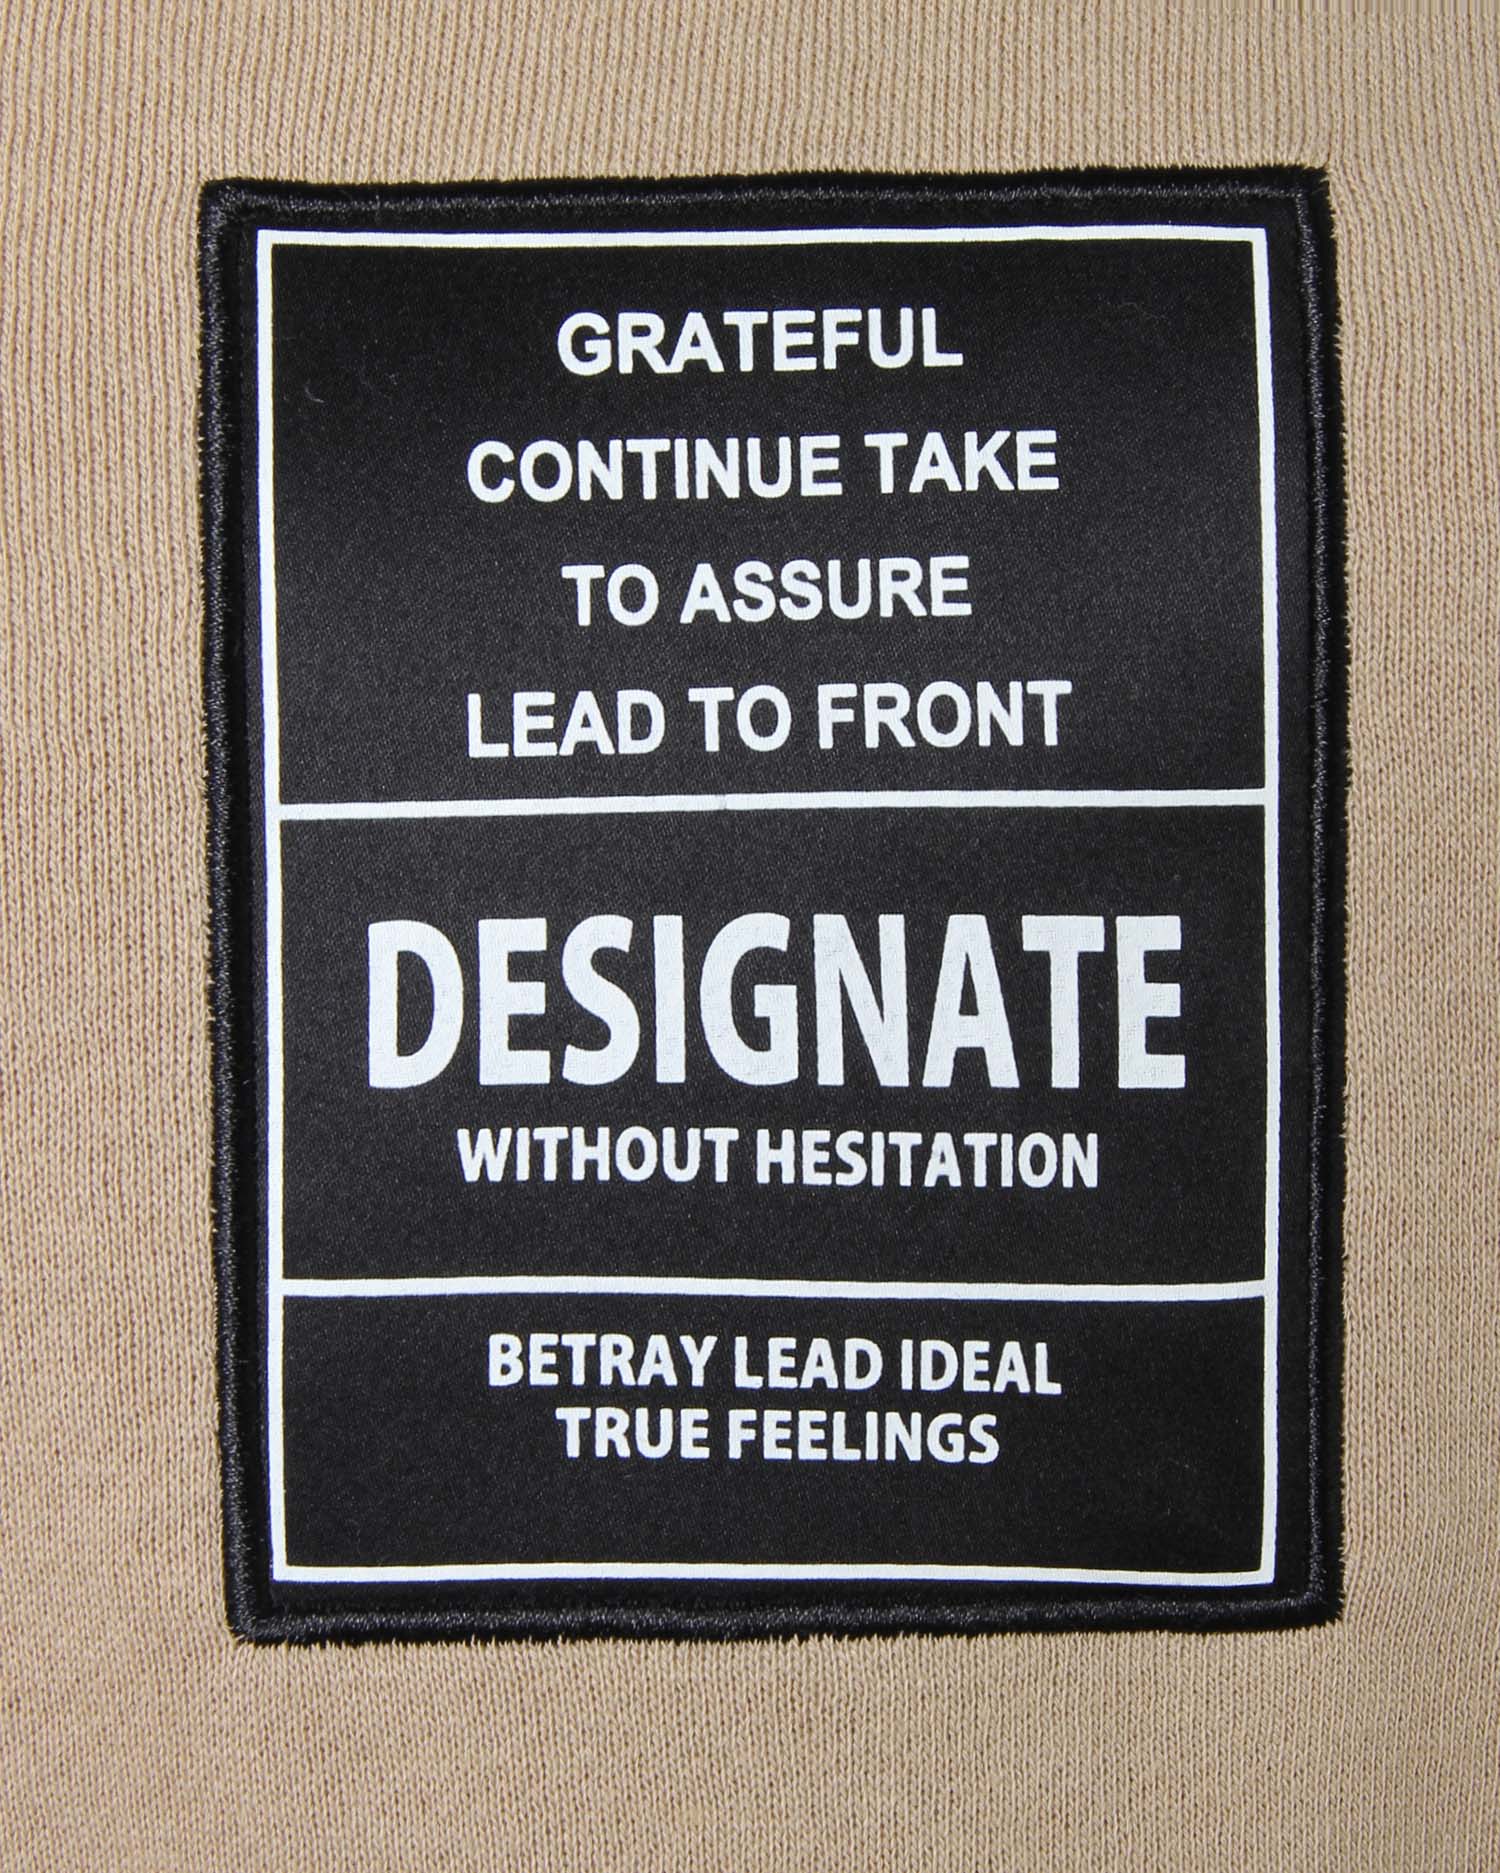 GRATEFUL
CONTINUE TAKE
TO ASSURE
LEAD TO FRONT
DESIGNATE
WITHOUT HESITATION
BETRAY LEAD IDEAL
TRUE FEELINGS